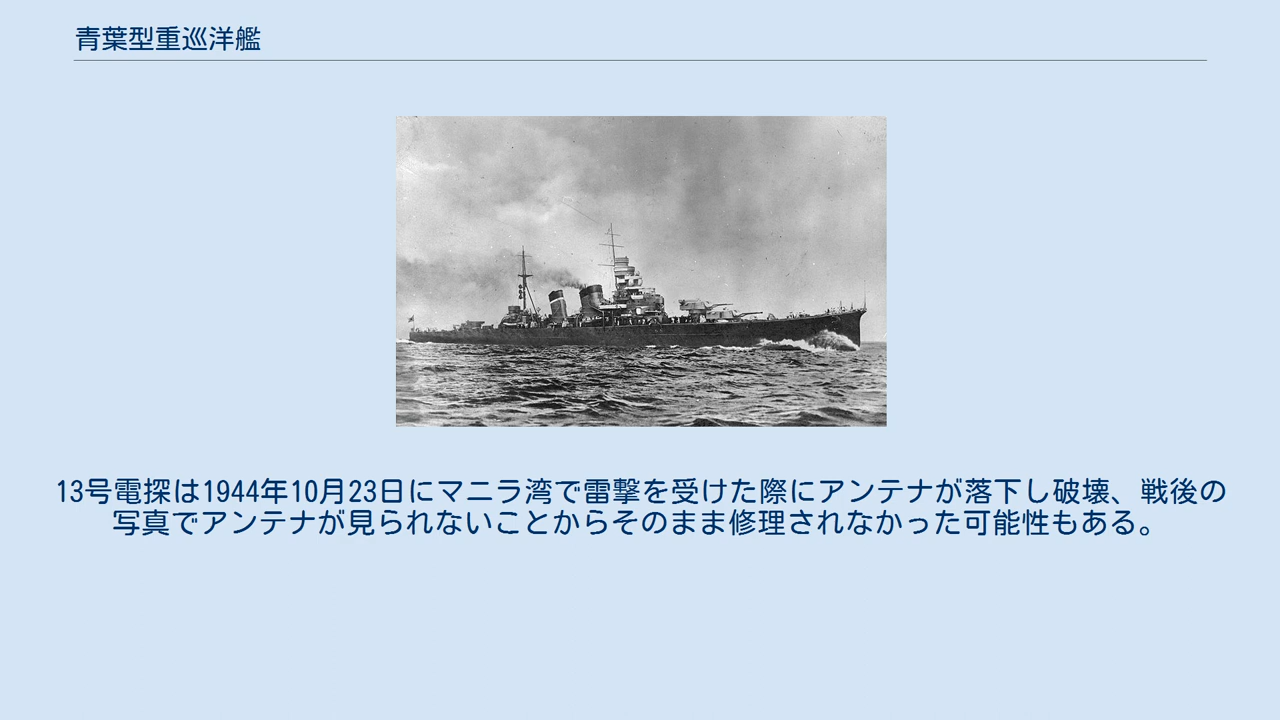 青葉型重巡洋艦
13号電探は1944年10月23日にマニラ湾で雷撃を受けた際にアンテナが落下し破壊、戦後の
写真でアンテナが見られないことからそのまま修理されなかった可能性もある。